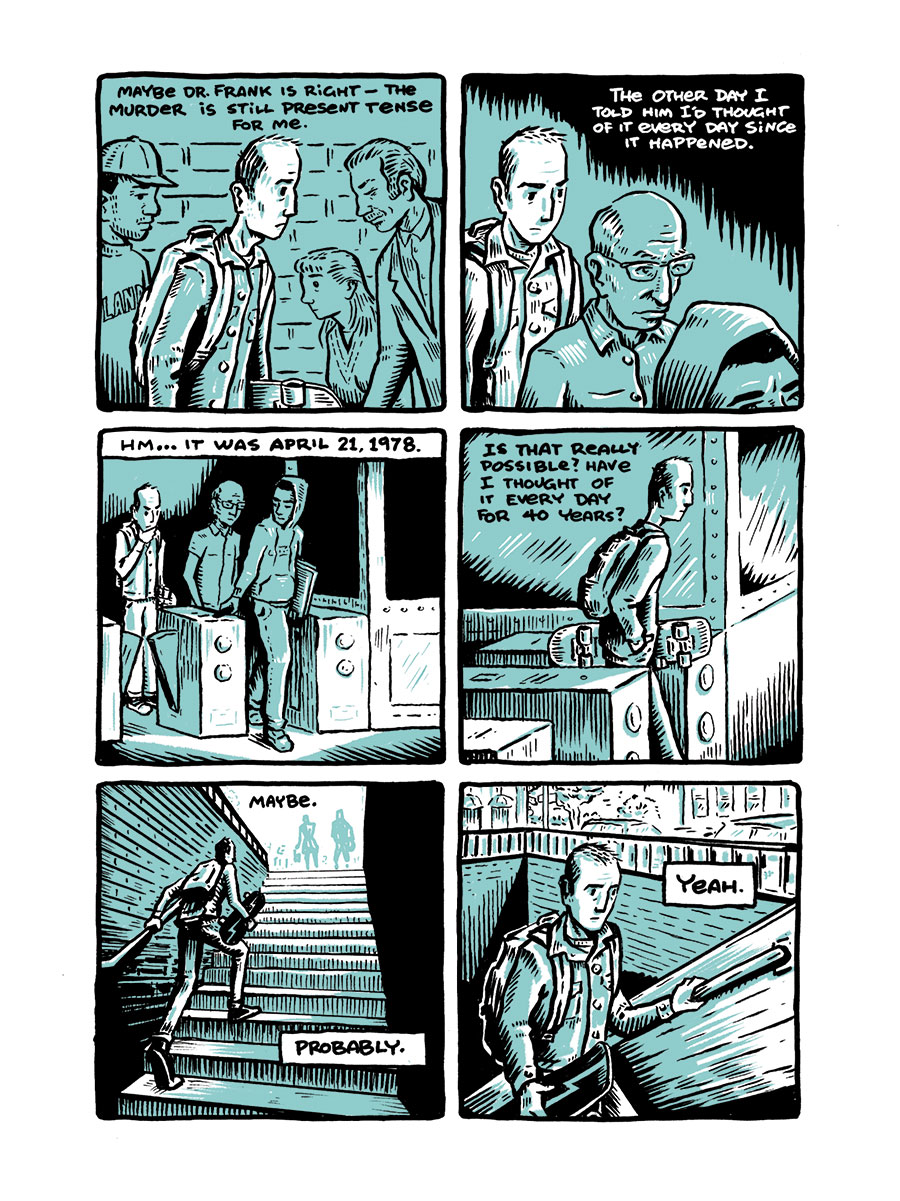 MAYBE DR. FRANK IS RIGHT — THE
MURDER IS STILL PRESENT TENSE
FOR ME.
LAND
THE OTHER DAY I
TOLD HIM I'D THOUGHT
OF IT EVERY DAY SINCE
IT HAPPENED.
HM... IT WAS APRIL 21, 1978.
IS THAT REALLY
POSSIBLE? HAVE
I THOUGHT OF
IT EVERY DAY
FOR 40 YEARS?
MAYBE.
PROBABLY.
YEAH.